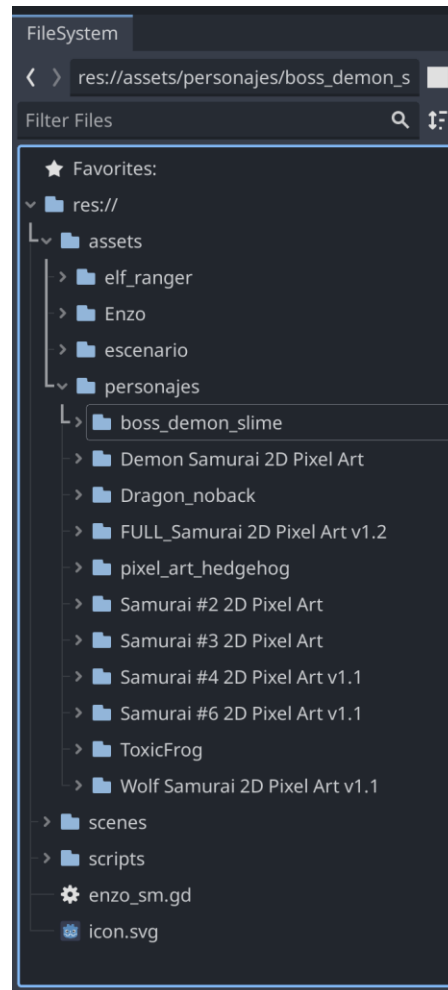 FileSystem
res://assets/personajes/boss_demon_s
Filter Files
Favorites:
res://
assets
elf_ranger
Enzo
escenario
personajes
boss_demon_slime
Demon Samurai 2D Pixel Art
Dragon_noback
FULL_Samurai 2D Pixel Art v1.2
pixel_art_hedgehog
Samurai #2 2D Pixel Art
Samurai #3 2D Pixel Art
Samurai #4 2D Pixel Art v1.1
Samurai #6 2D Pixel Art v1.1
ToxicFrog
Wolf Samurai 2D Pixel Art v1.1
scenes
scripts
enzo_sm.gd
icon.svg